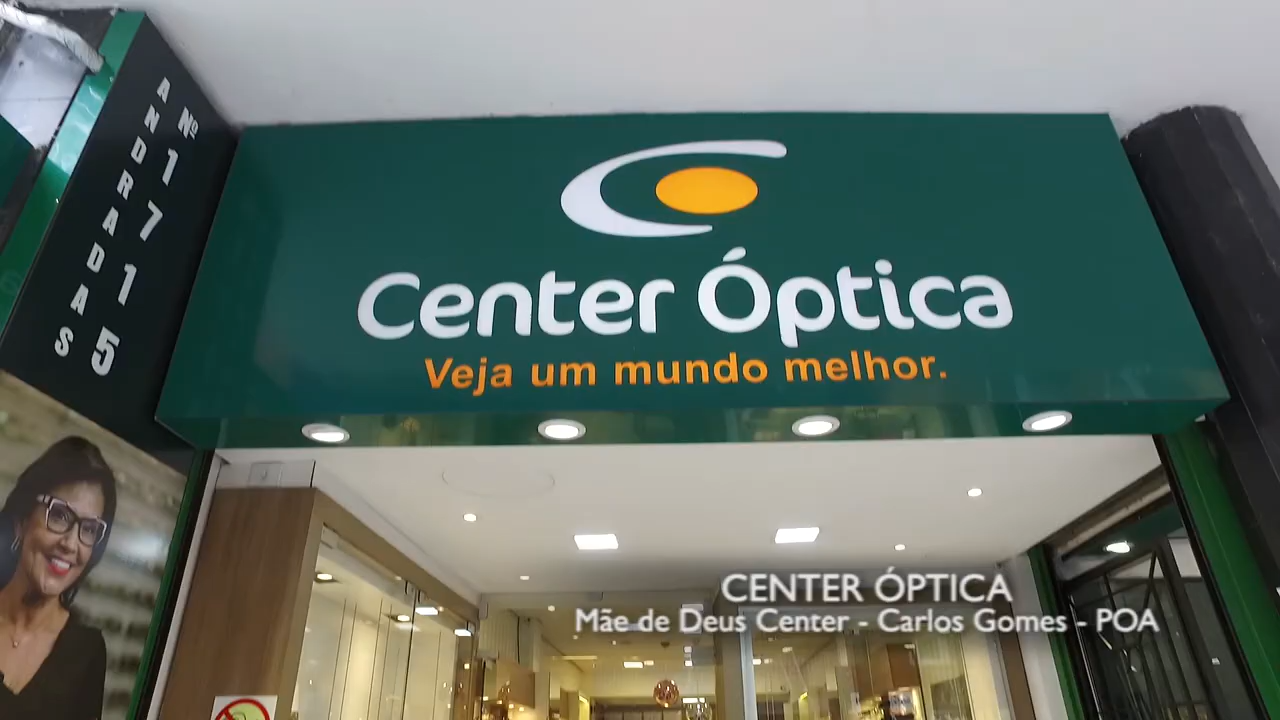 ANDRADAS
Nº 1715
Center Óptica
Veja um mundo melhor.
CENTER ÓPTICA
Mãe de Deus Center - Carlos Gomes - POA